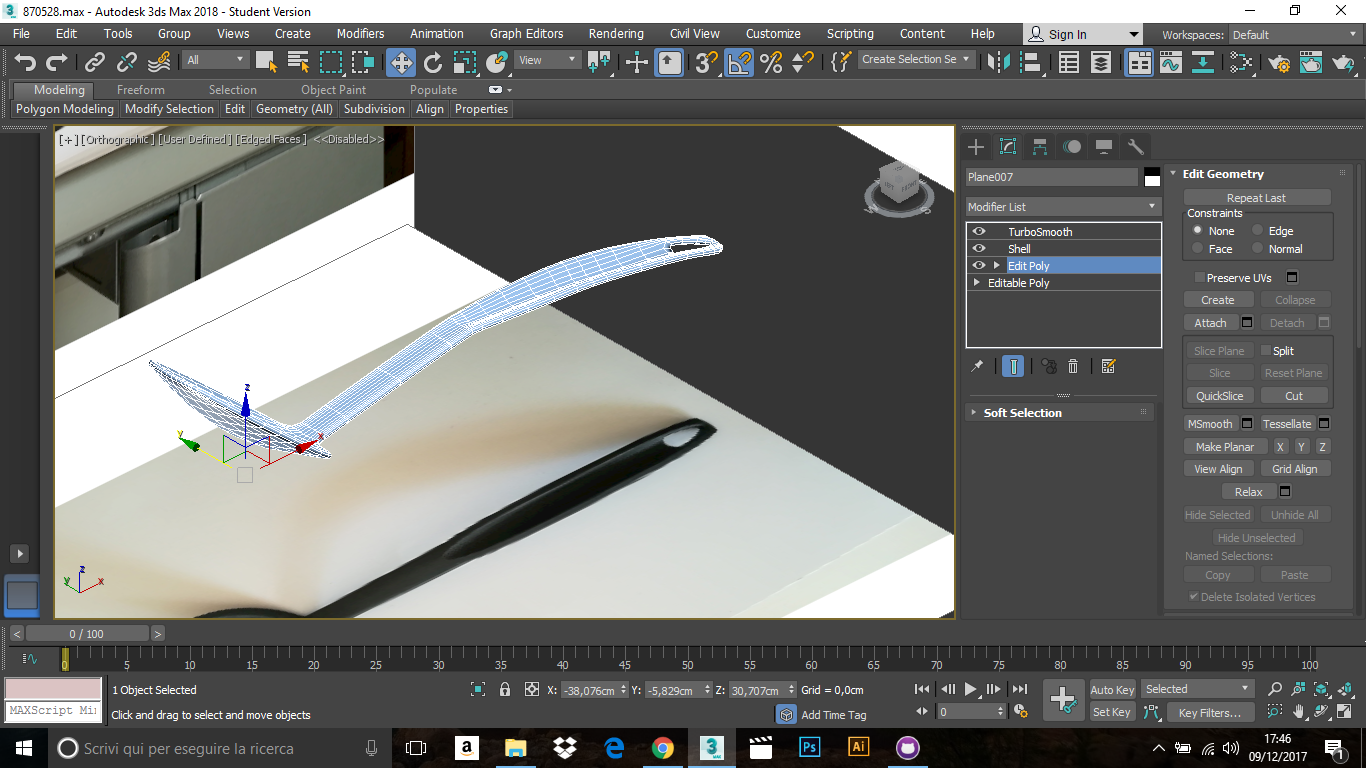 870528.max - Autodesk 3ds Max 2018 - Student Version
File Edit Tools Group Views Create Modifiers Animation Graph Editors Rendering Civil View Customize Scripting Content Help Sign In Workspaces: Default
All View 3 Create Selection Se
Modeling Freeform Selection Object Paint Populate
Polygon Modeling Modify Selection Edit Geometry (All) Subdivision Align Properties
[+] [Orthographic] [User Defined] [Edged Faces] <<Disabled>>
Plane007
Modifier List
TurboSmooth
Shell
Edit Poly
Editable Poly
Soft Selection
Edit Geometry
Repeat Last
Constraints
None Edge
Face Normal
Preserve UVs
Create Collapse
Attach Detach
Slice Plane Split
Slice Reset Plane
QuickSlice Cut
MSmooth Tessellate
Make Planar X Y Z
View Align Grid Align
Relax
Hide Selected Unhide All
Hide Unselected
Named Selections:
Copy Paste
Delete Isolated Vertices
W S
z
y x
z
y x
< 0 / 100 >
0 5 10 15 20 25 30 35 40 45 50 55 60 65 70 75 80 85 90 95 100
1 Object Selected X: -38,076cm Y: -5,829cm Z: 30,707cm Grid = 0,0cm Auto Key Selected
MAXScript Mi
Click and drag to select and move objects Add Time Tag 0 Set Key Key Filters...
Scrivi qui per eseguire la ricerca
a 3 MAX Ps Ai
17:46
09/12/2017
1